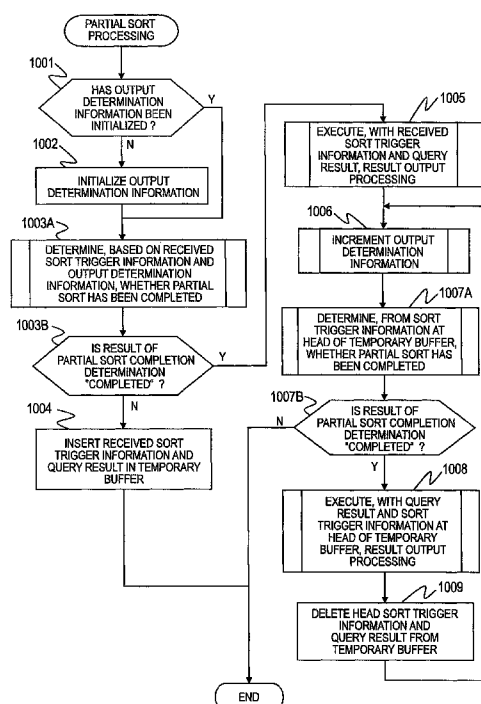 PARTIAL SORT
PROCESSING
1001
HAS OUTPUT
DETERMINATION
INFORMATION BEEN
INITIALIZED ?
Y
N
1002
INITIALIZE OUTPUT
DETERMINATION INFORMATION
1003A
DETERMINE, BASED ON RECEIVED
SORT TRIGGER INFORMATION AND
OUTPUT DETERMINATION
INFORMATION, WHETHER PARTIAL
SORT HAS BEEN COMPLETED
1003B
IS RESULT OF
PARTIAL SORT COMPLETION
DETERMINATION
"COMPLETED" ?
Y
N
1004
INSERT RECEIVED SORT
TRIGGER INFORMATION AND
QUERY RESULT IN TEMPORARY
BUFFER
1005
EXECUTE, WITH RECEIVED
SORT TRIGGER
INFORMATION AND QUERY
RESULT, RESULT OUTPUT
PROCESSING
1006
INCREMENT OUTPUT
DETERMINATION
INFORMATION
1007A
DETERMINE, FROM SORT
TRIGGER INFORMATION AT
HEAD OF TEMPORARY BUFFER,
WHETHER PARTIAL SORT HAS
BEEN COMPLETED
1007B
N
IS RESULT OF
PARTIAL SORT COMPLETION
DETERMINATION
"COMPLETED" ?
Y
1008
EXECUTE, WITH QUERY
RESULT AND SORT
TRIGGER INFORMATION AT
HEAD OF TEMPORARY
BUFFER, RESULT OUTPUT
PROCESSING
1009
DELETE HEAD SORT TRIGGER
INFORMATION AND
QUERY RESULT FROM
TEMPORARY BUFFER
END